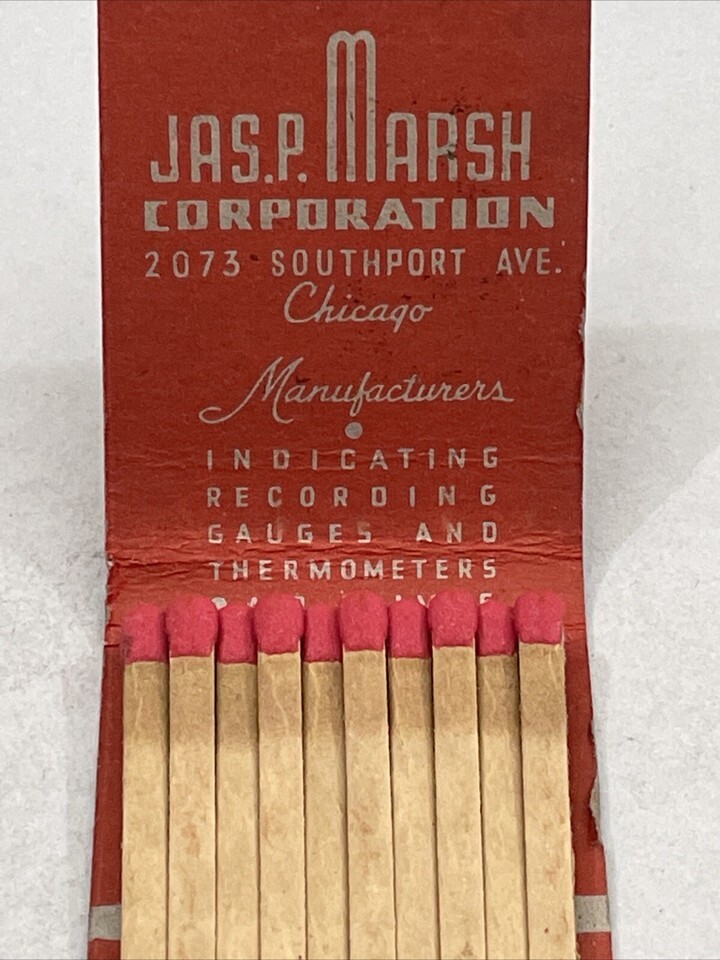 JAS.P. MARSH
CORPORATION
2073 SOUTHPORT AVE.
Chicago
Manufacturers
INDICATING
RECORDING
GAUGES AND
THERMOMETERS